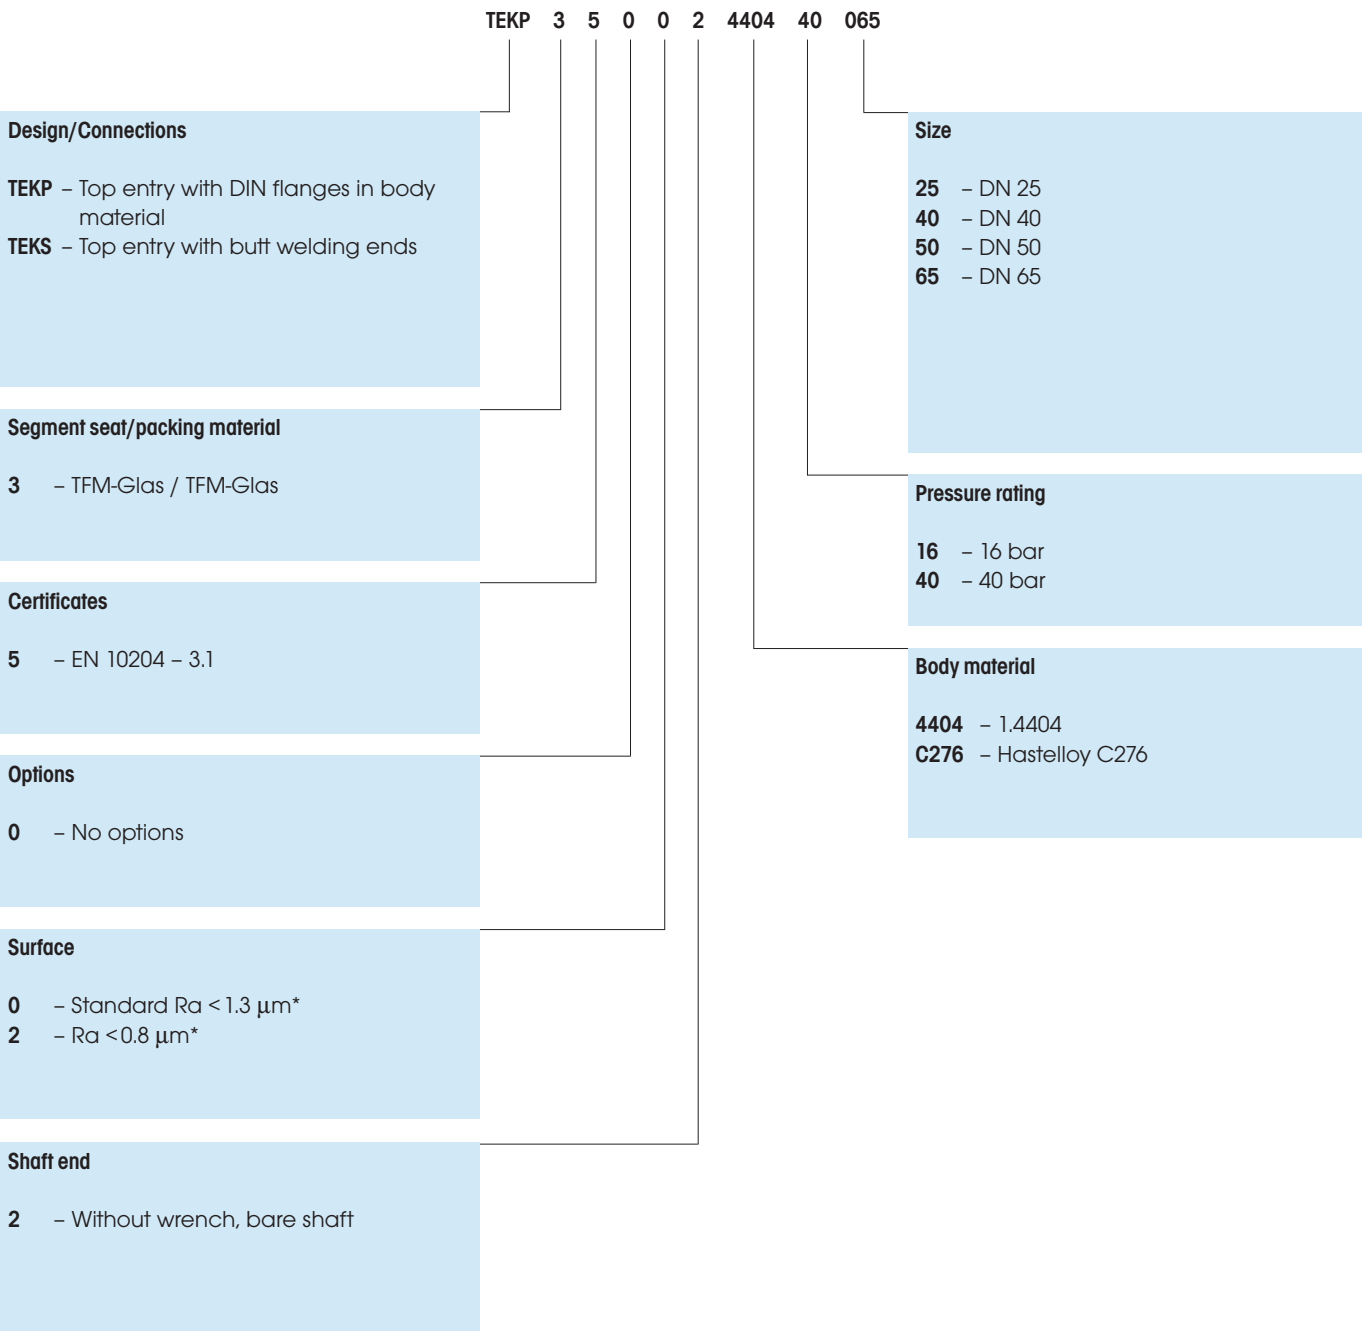 TEKP 3 5 0 0 2 4404 40 065
Design/Connections
TEKP – Top entry with DIN flanges in body
material
TEKS – Top entry with butt welding ends
Segment seat/packing material
3 – TFM-Glas / TFM-Glas
Certificates
5 – EN 10204 – 3.1
Options
0 – No options
Surface
0 – Standard Ra <1.3 µm*
2 – Ra <0.8 µm*
Shaft end
2 – Without wrench, bare shaft
Size
25 – DN 25
40 – DN 40
50 – DN 50
65 – DN 65
Pressure rating
16 – 16 bar
40 – 40 bar
Body material
4404 – 1.4404
C276 – Hastelloy C276